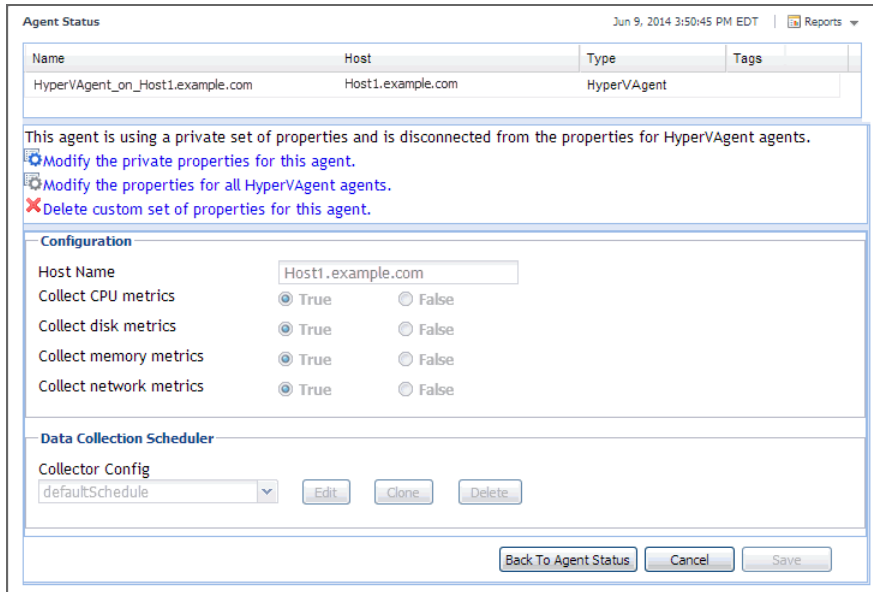 Agent Status Jun 9, 2014 3:50:45 PM EDT Reports
Name Host Type Tags
HyperVAgent_on_Host1.example.com Host1.example.com HyperVAgent
This agent is using a private set of properties and is disconnected from the properties for HyperVAgent agents.
Modify the private properties for this agent.
Modify the properties for all HyperVAgent agents.
Delete custom set of properties for this agent.
Configuration
Host Name Host1.example.com
Collect CPU metrics True False
Collect disk metrics True False
Collect memory metrics True False
Collect network metrics True False
Data Collection Scheduler
Collector Config
defaultSchedule Edit Clone Delete
Back To Agent Status Cancel Save